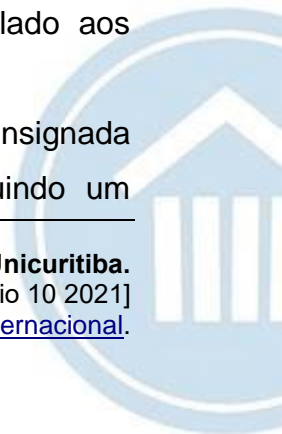 lado aos
nsignada
uindo um
Unicuritiba.
io 10 2021]
ernacional.